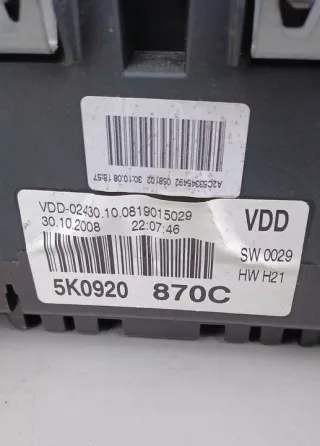 A2C53345492 058102 30.10.08 18:57
VDD-02430.10.0819015029
30.10.2008 22:07:46
VDD
SW 0029
HW H21
5K0920 870C